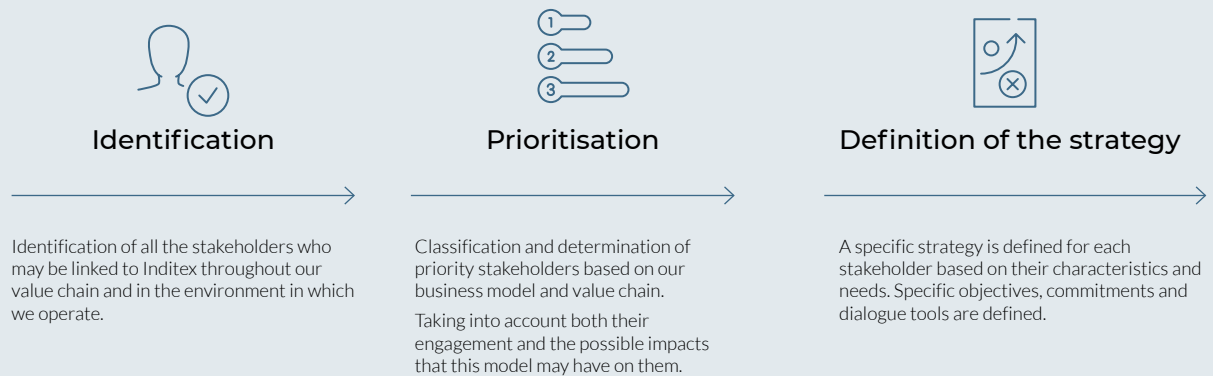 1
2
3
Identification
Prioritisation
Definition of the strategy
Identification of all the stakeholders who
may be linked to Inditex throughout our
value chain and in the environment in which
we operate.
Classification and determination of
priority stakeholders based on our
business model and value chain.
Taking into account both their
engagement and the possible impacts
that this model may have on them.
A specific strategy is defined for each
stakeholder based on their characteristics and
needs. Specific objectives, commitments and
dialogue tools are defined.